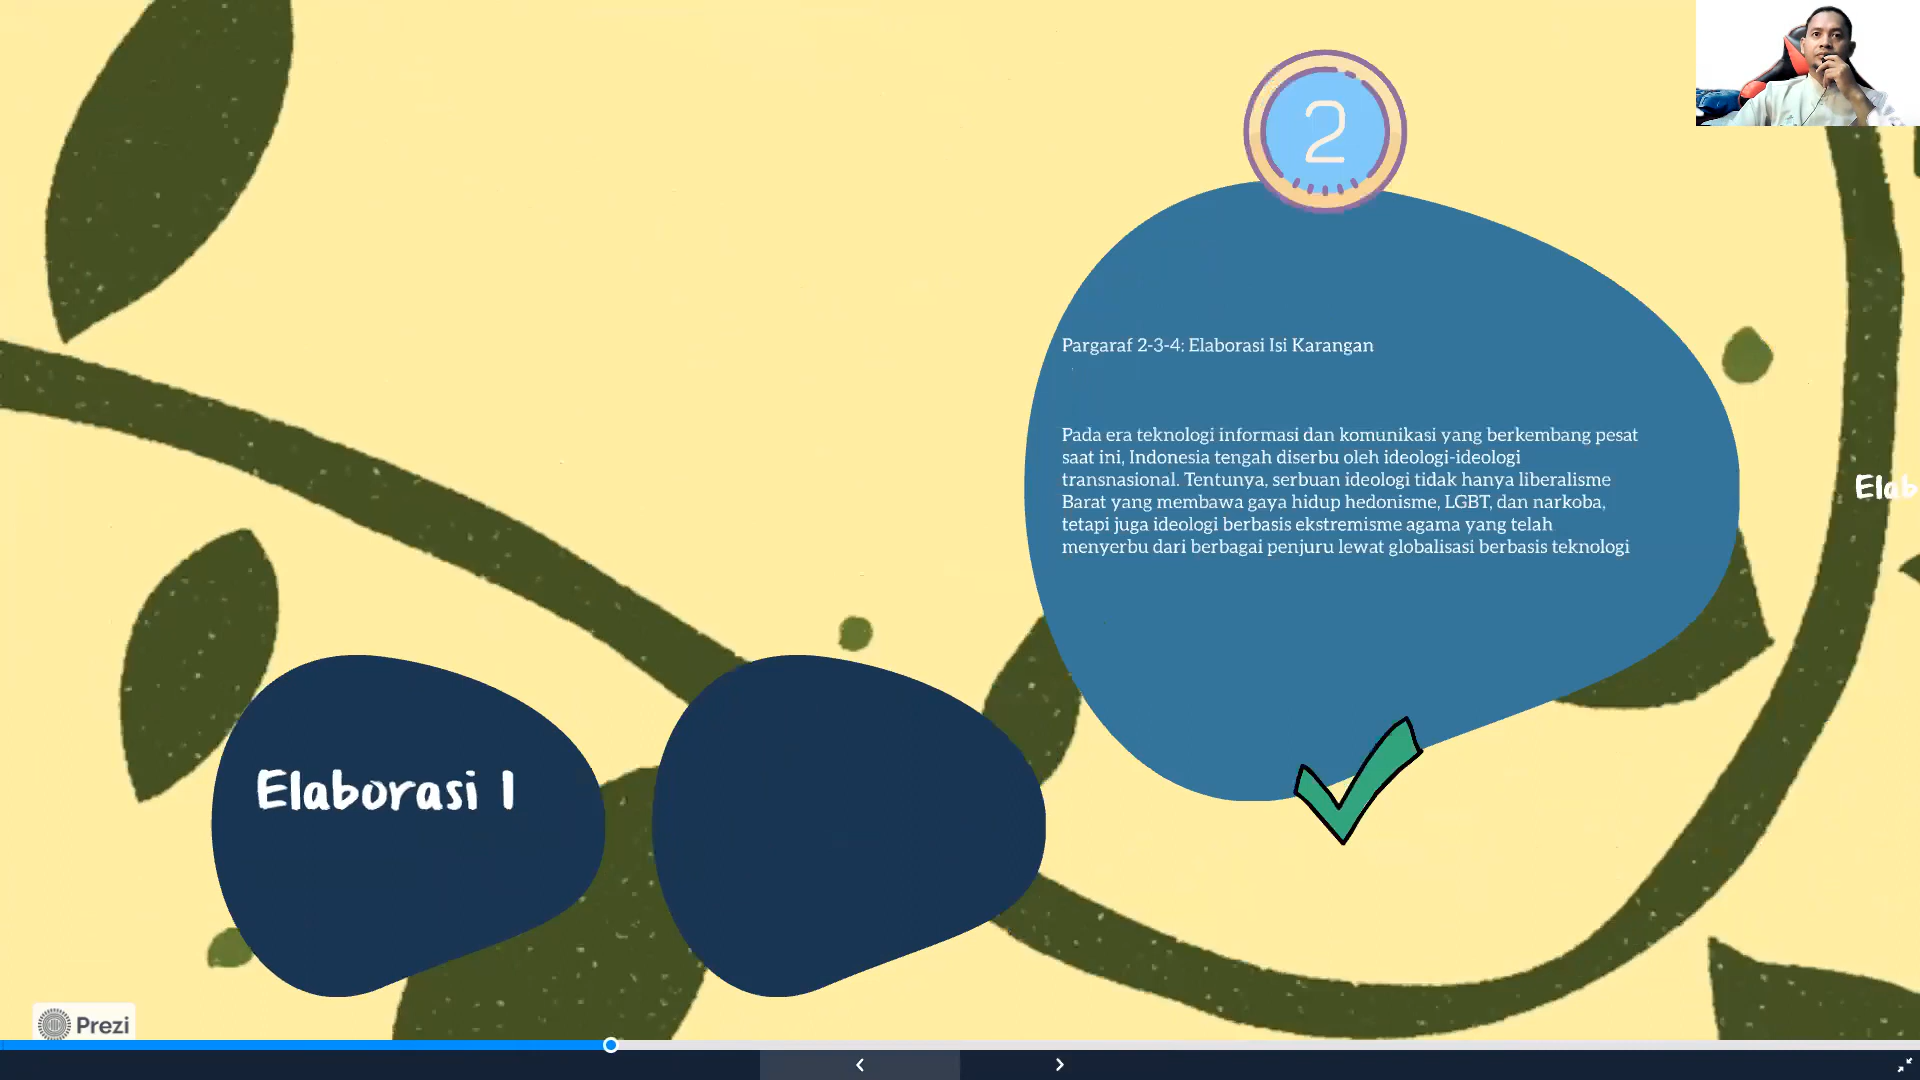 2
Pargaraf 2-3-4: Elaborasi Isi Karangan
Pada era teknologi informasi dan komunikasi yang berkembang pesat
saat ini, Indonesia tengah diserbu oleh ideologi-ideologi
transnasional. Tentunya, serbuan ideologi tidak hanya liberalisme
Barat yang membawa gaya hidup hedonisme, LGBT, dan narkoba,
tetapi juga ideologi berbasis ekstremisme agama yang telah
menyerbu dari berbagai penjuru lewat globalisasi berbasis teknologi
Elab
Elaborasi 1
Prezi